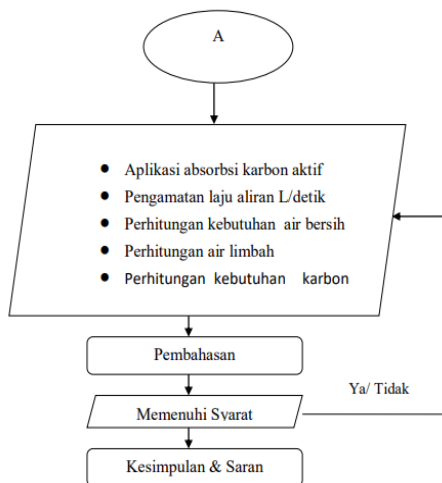 A
● Aplikasi absorbsi karbon aktif
● Pengamatan laju aliran L/detik
● Perhitungan kebutuhan air bersih
● Perhitungan air limbah
● Perhitungan kebutuhan karbon
Pembahasan
Ya/ Tidak
Memenuhi Syarat
Kesimpulan & Saran